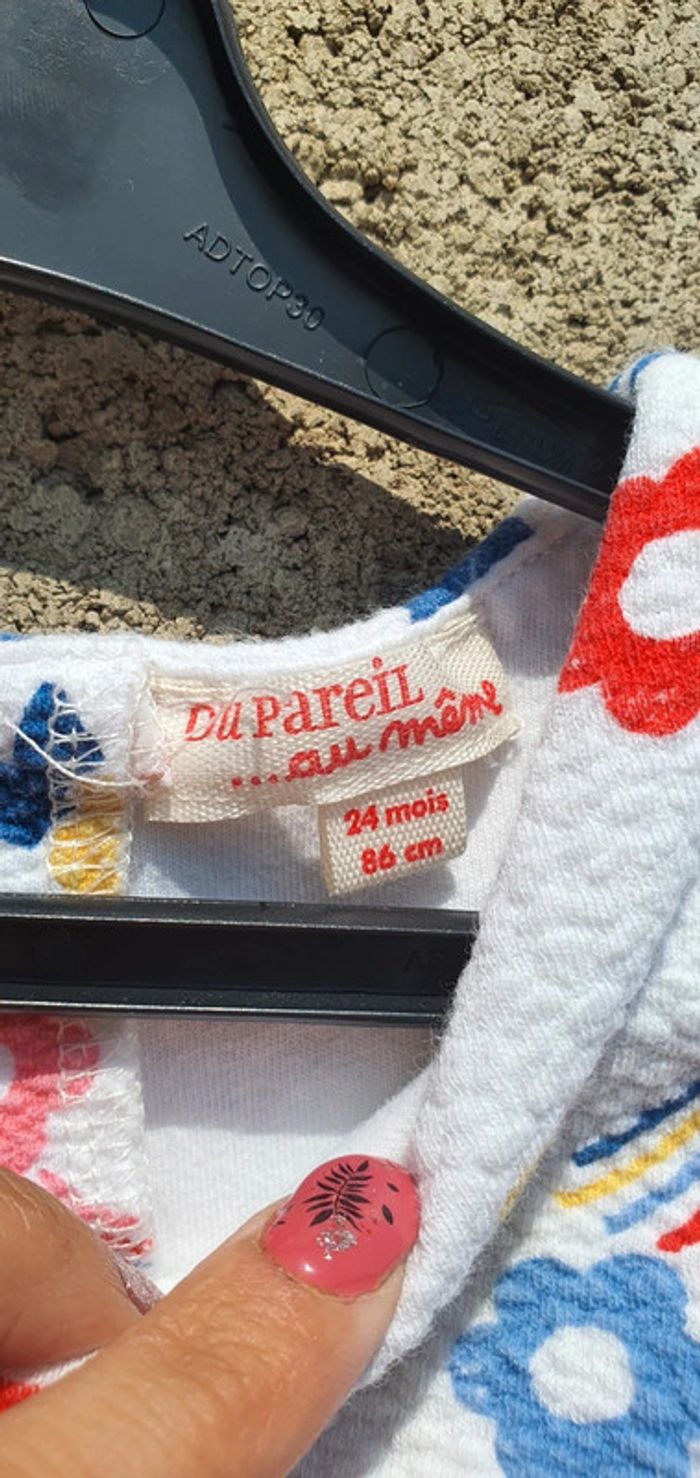 ADTOP30
Du Pareil
...au même
24 mois
86 cm